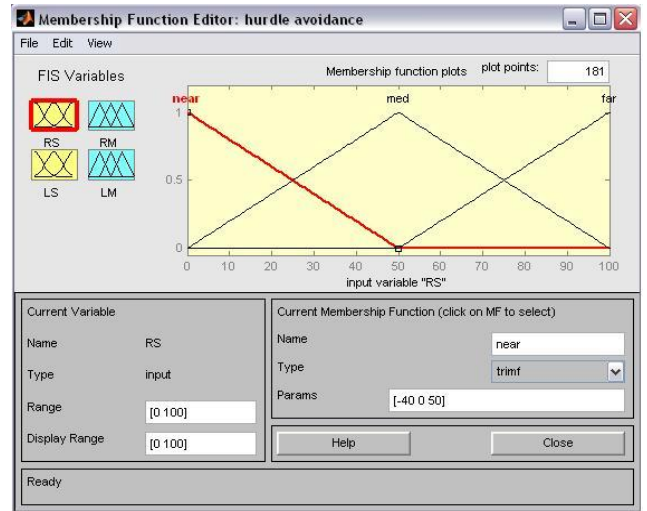 Membership Function Editor: hurdle avoidance
File Edit View
FIS Variables
Membership function plots plot points: 181
near med far
RS RM
LS LM
1
0.5
0
0 10 20 30 40 50 60 70 80 90 100
input variable "RS"
Current Variable
Name RS
Type input
Range [0 100]
Display Range [0 100]
Current Membership Function (click on MF to select)
Name near
Type trimf
Params [-40 0 50]
Help Close
Ready